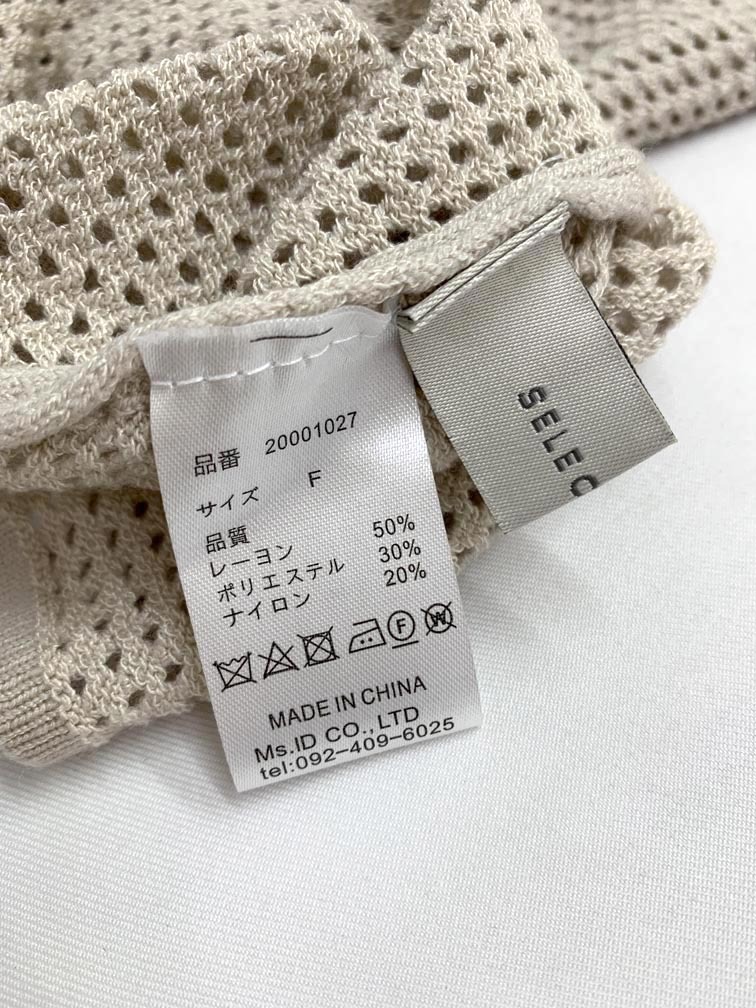 品番 20001027
サイズ F
品質
レーヨン 50%
ポリエステル 30%
ナイロン 20%
F W
MADE IN CHINA
Ms.ID CO.,LTD
tel:092-409-6025
SELEC